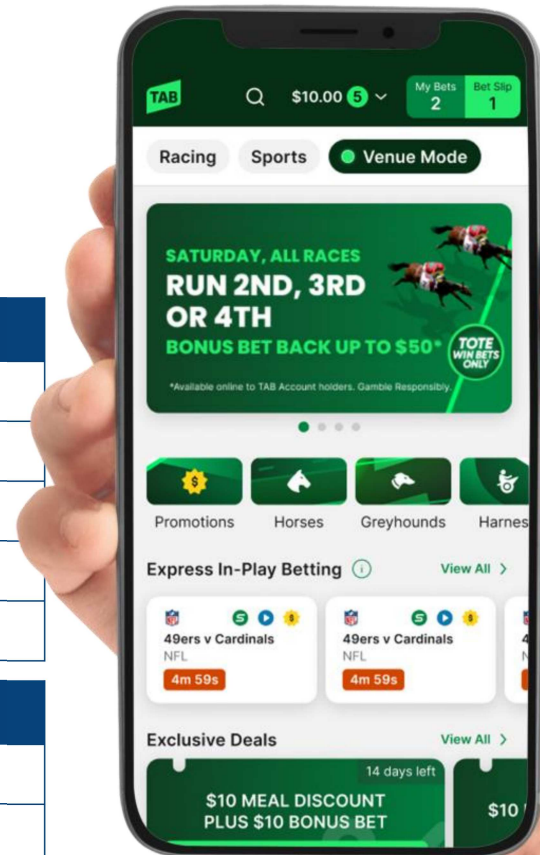 TAB
$10.00 5
My Bets
2
Bet Slip
1
Racing
Sports
Venue Mode
SATURDAY, ALL RACES
RUN 2ND, 3RD
OR 4TH
BONUS BET BACK UP TO $50*
TOTE
WIN BETS
ONLY
*Available online to TAB Account holders. Gamble Responsibly.
$
Promotions
Horses
Greyhounds
Harnes
Express In-Play Betting i
View All >
NFL S $
49ers v Cardinals
NFL
4m 59s
NFL S $
49ers v Cardinals
NFL
4m 59s
4
N
Exclusive Deals
View All >
14 days left
$10 MEAL DISCOUNT
PLUS $10 BONUS BET
$10